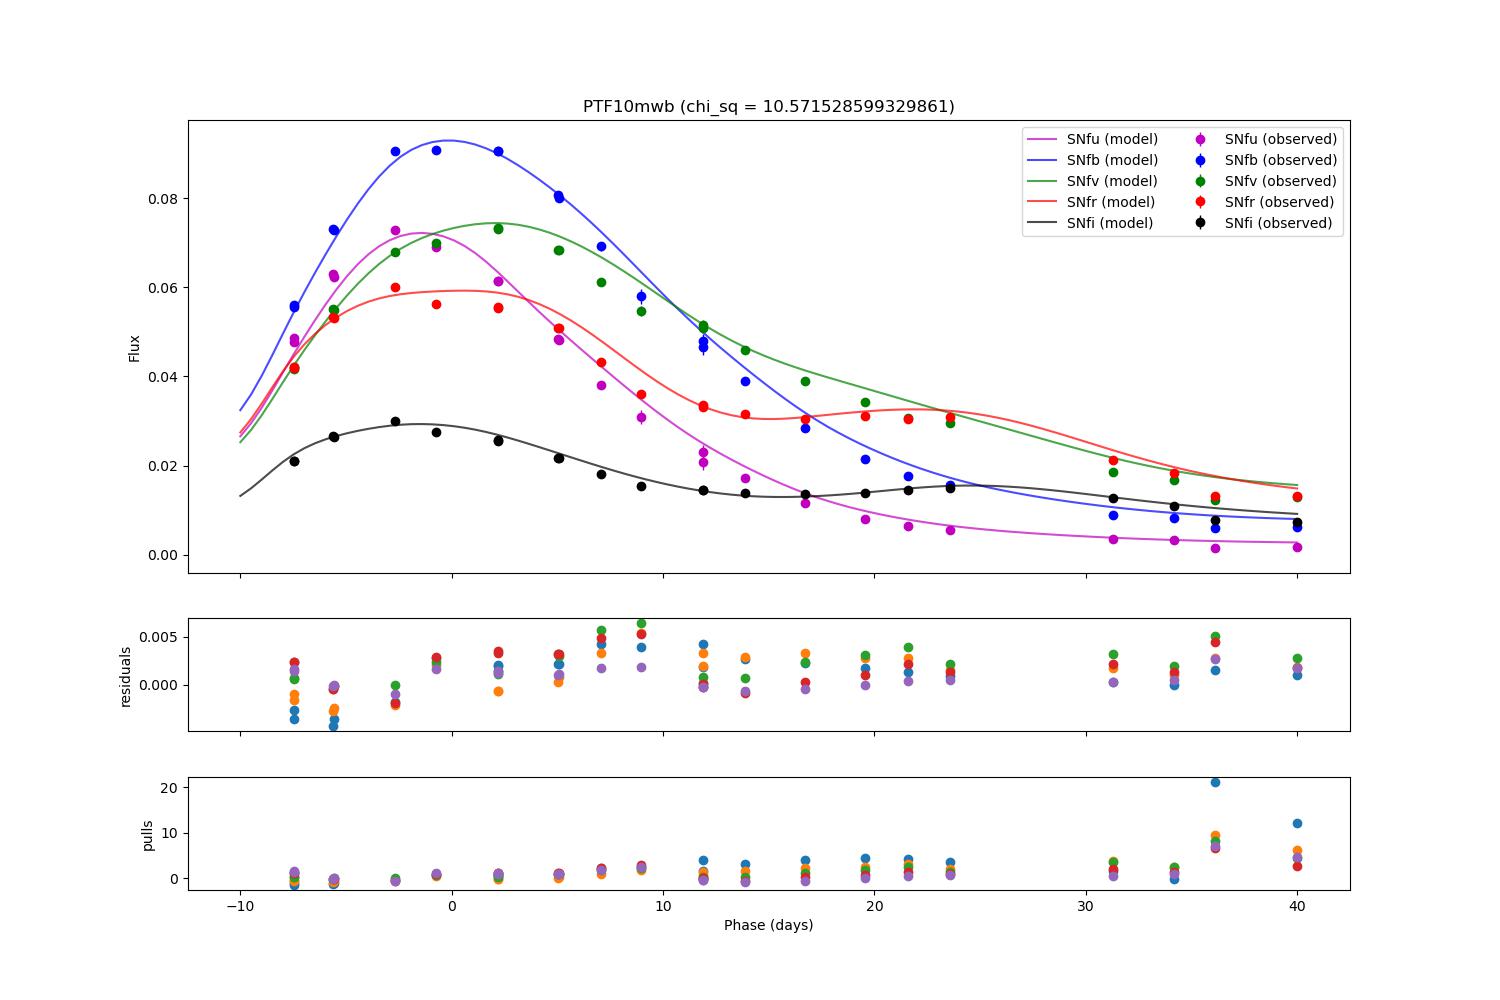 PTF10mwb (chi_sq = 10.571528599329861)
SNfu (model) SNfu (observed)
SNfb (model) SNfb (observed)
SNfv (model) SNfv (observed)
SNfr (model) SNfr (observed)
SNfi (model) SNfi (observed)
Flux
0.08
0.06
0.04
0.02
0.00
residuals
0.005
0.000
pulls
20
10
0
−10 0 10 20 30 40
Phase (days)